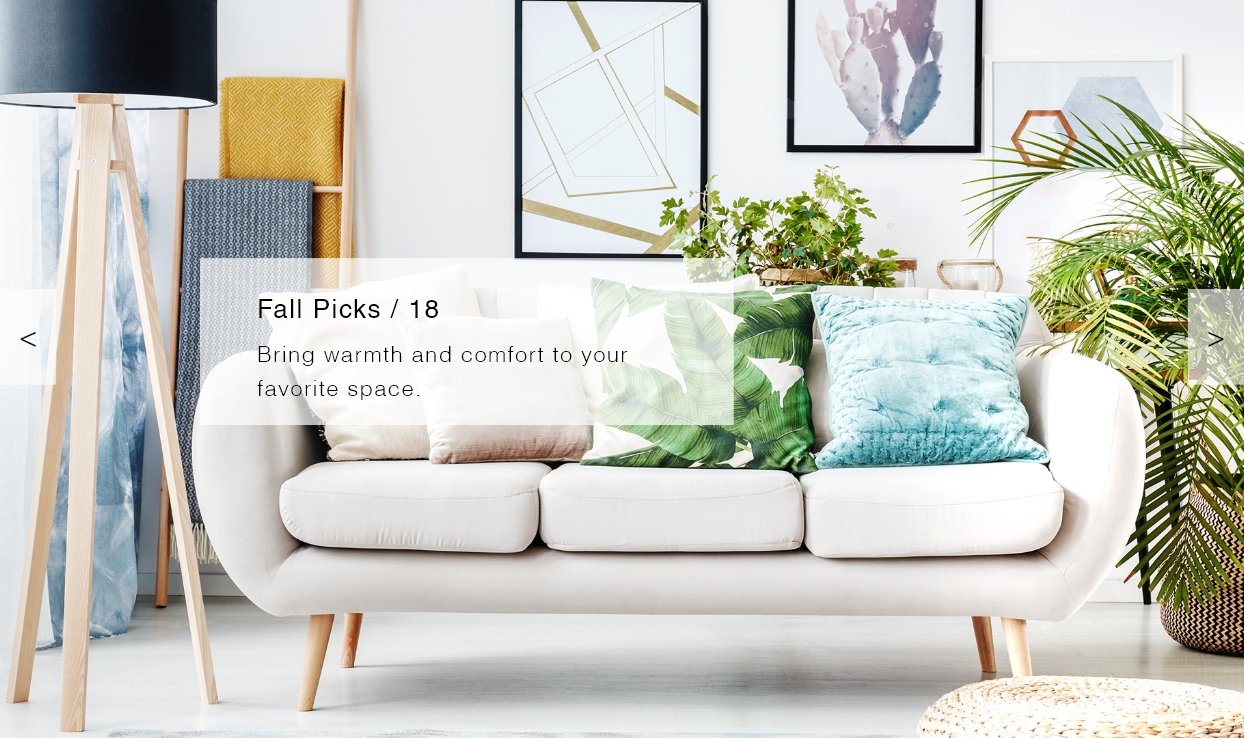 Fall Picks / 18
Bring warmth and comfort to your
favorite space.
<
>